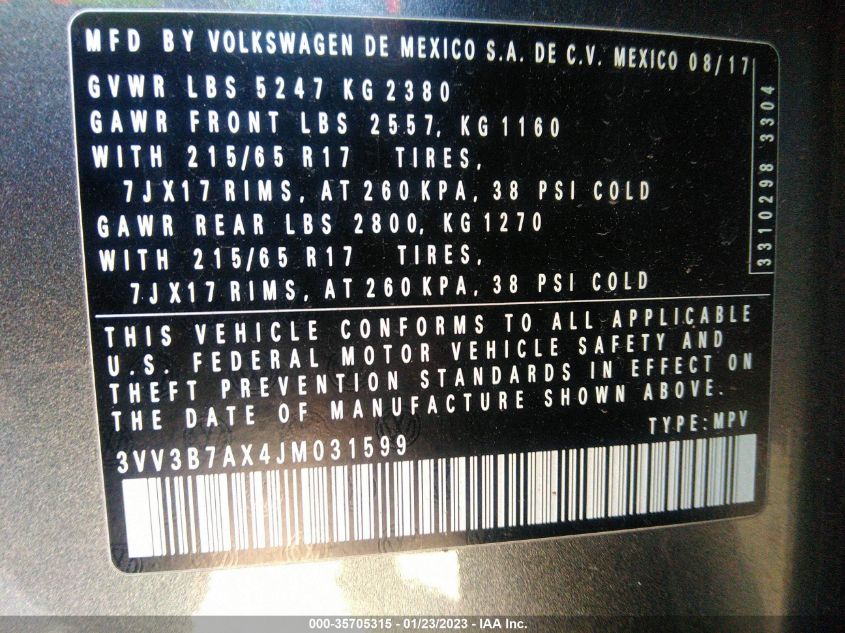 MFD BY VOLKSWAGEN DE MEXICO S.A. DE C.V. MEXICO 08/17
GVWR LBS 5247 KG 2380
GAWR FRONT LBS 2557, KG 1160
WITH 215/65 R17 TIRES,
7JX17 RIMS, AT 260 KPA, 38 PSI COLD
GAWR REAR LBS 2800, KG 1270
WITH 215/65 R17 TIRES,
7JX17 RIMS, AT 260 KPA, 38 PSI COLD
3310298 3304
THIS VEHICLE CONFORMS TO ALL APPLICABLE
U.S. FEDERAL MOTOR VEHICLE SAFETY AND
THEFT PREVENTION STANDARDS IN EFFECT ON
THE DATE OF MANUFACTURE SHOWN ABOVE.
TYPE: MPV
3VV3B7AX4JM031599
000-35705315 - 01/23/2023 - IAA Inc.